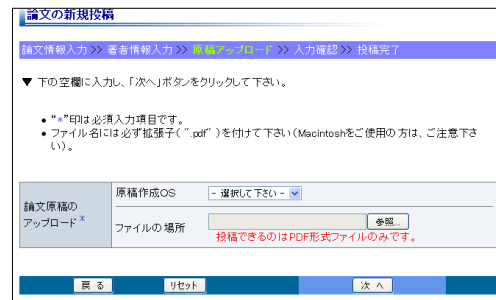 論文の新規投稿
論文情報入力 >> 著者情報入力 >> 原稿アップロード >> 入力確認 >> 投稿完了
▼ 下の空欄に入力し、「次へ」ボタンをクリックして下さい。
• “*”印は必須入力項目です。
• ファイル名には必ず拡張子( ″.pdf″ )を付けて下さい(Macintoshをご使用の方は、ご注意下さ
い)。
論文原稿の
アップロード*
原稿作成OS
- 選択して下さい -
ファイルの場所
参照...
投稿できるのはPDF形式ファイルのみです。
戻 る
リセット
次 へ